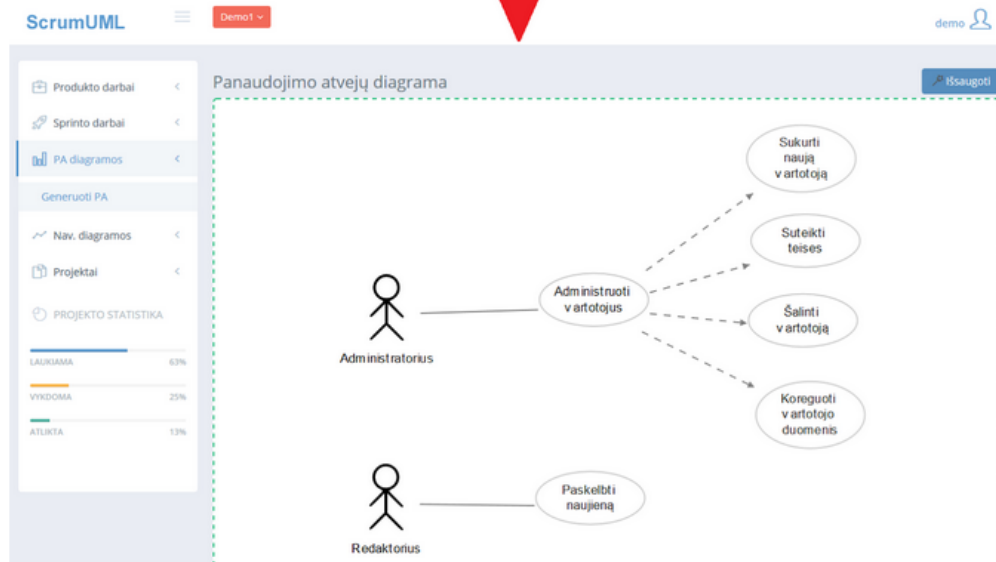 ScrumUML
Demo1
demo
Produkto darbai
Sprinto darbai
PA diagramos
Generuoti PA
Nav. diagramos
Projektai
PROJEKTO STATISTIKA
LAUKIAMA 63%
VYKDOMA 25%
ATLIKTA 13%
Panaudojimo atvejų diagrama
Išsaugoti
Sukurti
naują
vartotoją
Suteikti
teises
Administruoti
vartotojus
Šalinti
vartotoją
Administratorius
Koreguoti
vartotojo
duomenis
Paskelbti
naujieną
Redaktorius